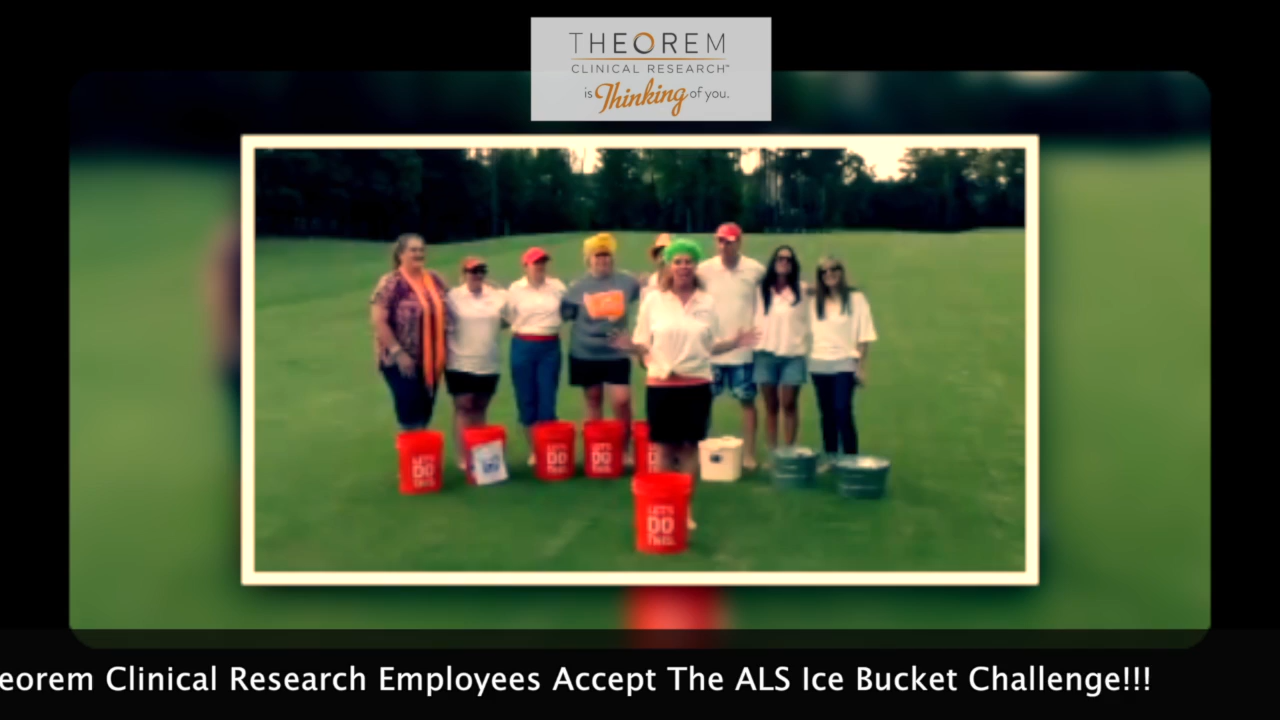 THEOREM
CLINICAL RESEARCH™
is Thinking of you.
LET'S DO THIS.
LET'S DO THIS.
LET'S DO THIS.
DO
LET'S DO THIS.
eorem Clinical Research Employees Accept The ALS Ice Bucket Challenge!!!